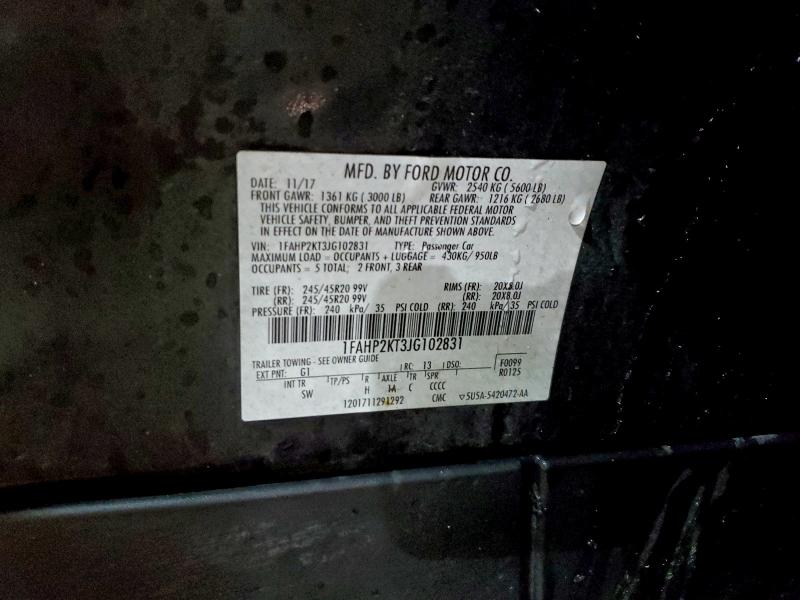 MFD. BY FORD MOTOR CO.
DATE: 11/17 GVWR: 2540 KG ( 5600 LB)
FRONT GAWR: 1361 KG ( 3000 LB) REAR GAWR: 1216 KG ( 2680 LB)
THIS VEHICLE CONFORMS TO ALL APPLICABLE FEDERAL MOTOR
VEHICLE SAFETY, BUMPER, AND THEFT PREVENTION STANDARDS
IN EFFECT ON THE DATE OF MANUFACTURE SHOWN ABOVE.
VIN: 1FAHP2KT3JG102831 TYPE: Passenger Car
MAXIMUM LOAD = OCCUPANTS + LUGGAGE = 430KG/ 950LB
OCCUPANTS = 5 TOTAL; 2 FRONT, 3 REAR
TIRE (FR): 245/45R20 99V RIMS (FR): 20X8.0J
(RR): 245/45R20 99V (RR): 20X8.0J
PRESSURE (FR): 240 kPa/ 35 PSI COLD (RR): 240 kPa/ 35 PSI COLD
1FAHP2KT3JG102831
TRAILER TOWING - SEE OWNER GUIDE
EXT PNT: G1 RC: 13 DSO: F0099
INT TR TP/PS R AXLE TR SPR R0125
SW H 1A C CCCC
1201711291292 CMC ▽5U5A-5420472-AA